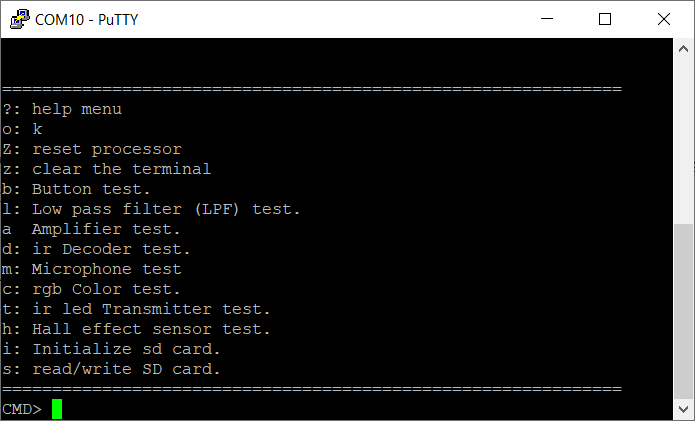 COM10 - PuTTY
==============================================================
?: help menu
o: k
Z: reset processor
z: clear the terminal
b: Button test.
l: Low pass filter (LPF) test.
a  Amplifier test.
d: ir Decoder test.
m: Microphone test
c: rgb Color test.
t: ir led Transmitter test.
h: Hall effect sensor test.
i: Initialize sd card.
s: read/write SD card.
==============================================================
CMD>